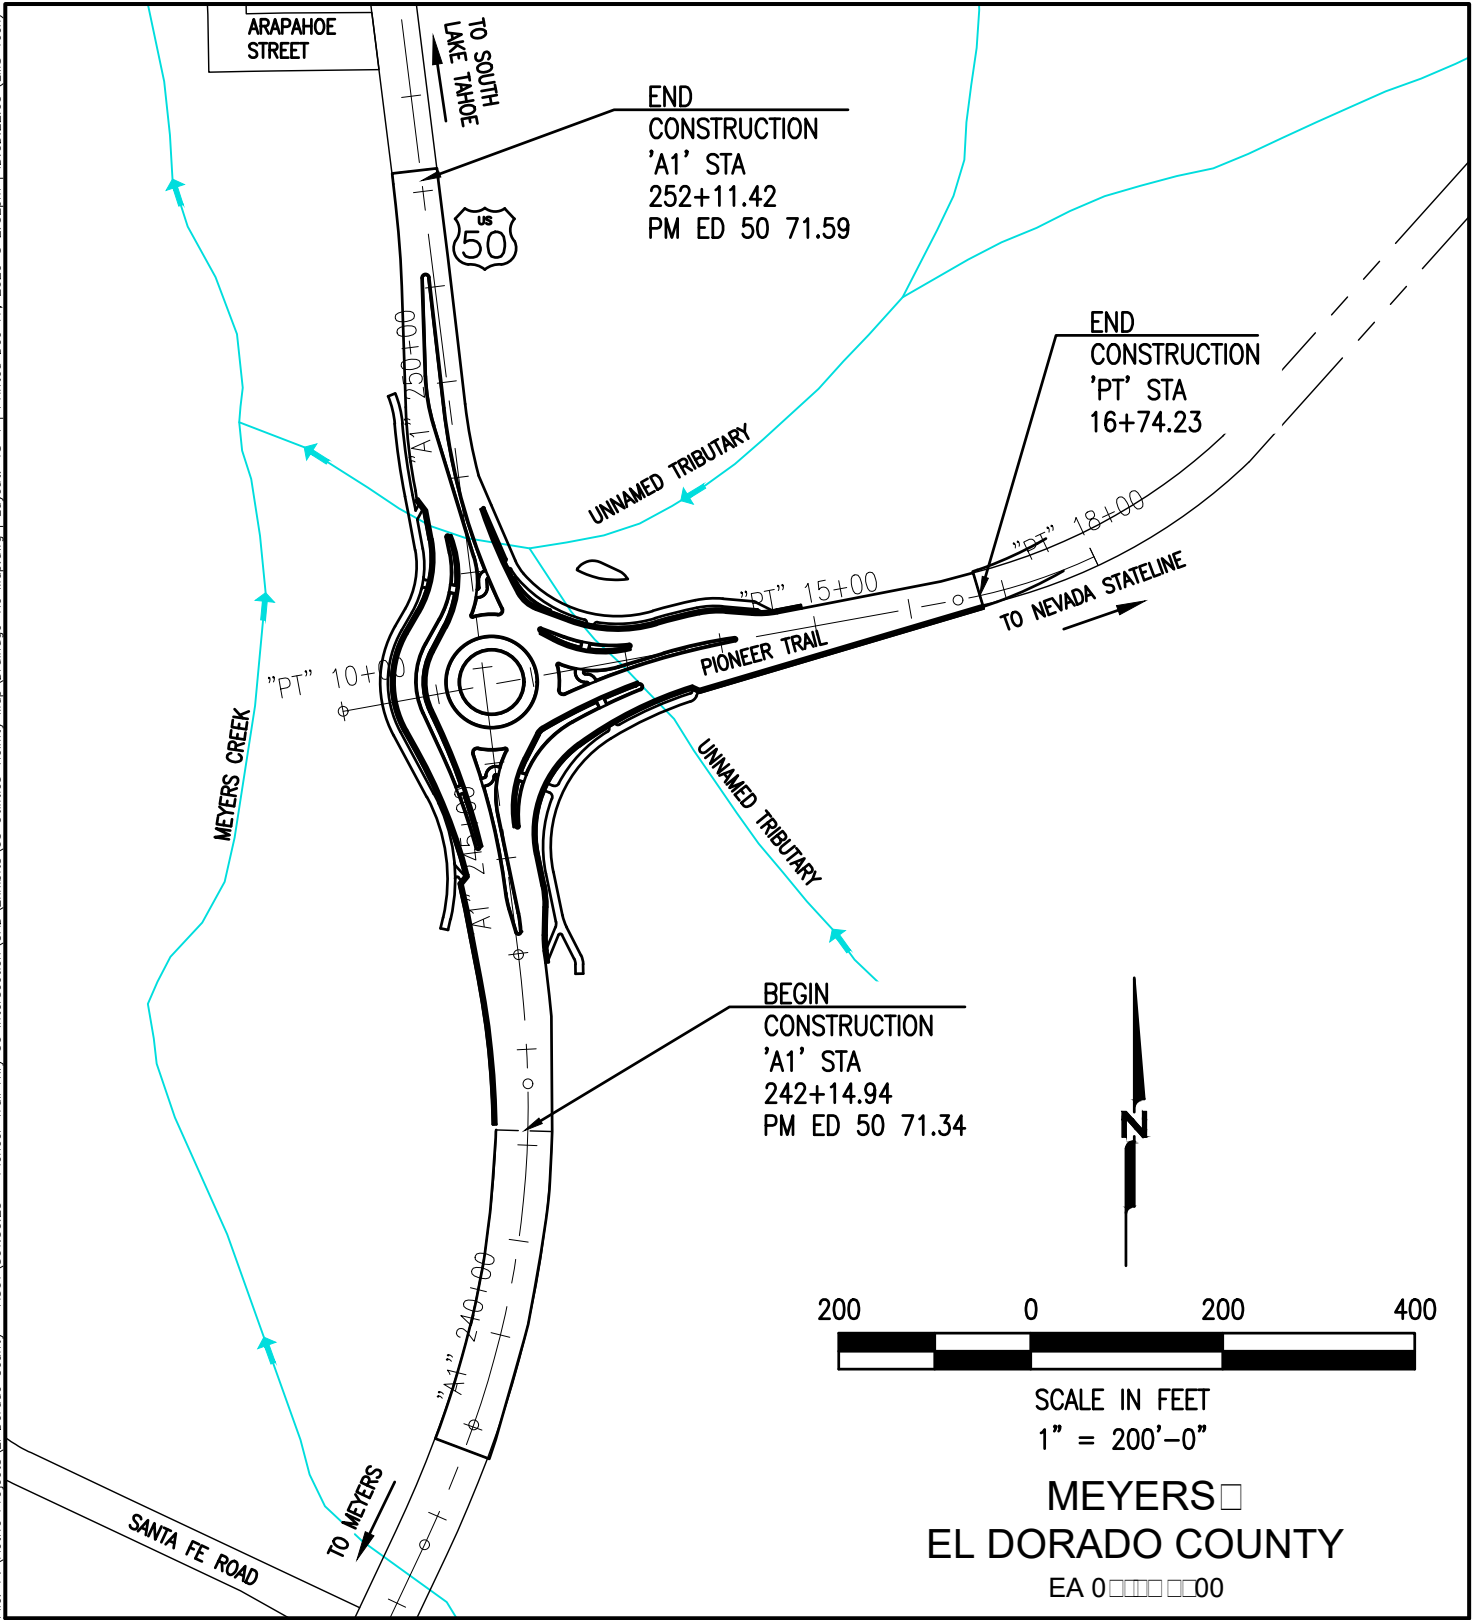 ARAPAHOE
STREET
TO SOUTH
LAKE TAHOE
END
CONSTRUCTION
'A1' STA
252+11.42
PM ED 50 71.59
US
50
END
CONSTRUCTION
'PT' STA
16+74.23
"A1" 250+00
UNNAMED TRIBUTARY
"PT" 18+00
"PT" 15+00
TO NEVADA STATELINE
PIONEER TRAIL
"PT" 10+00
MEYERS CREEK
UNNAMED TRIBUTARY
A1" 245+00
BEGIN
CONSTRUCTION
'A1' STA
242+14.94
PM ED 50 71.34
N
"A1" 240+00
200 0 200 400
SCALE IN FEET
1" = 200'-0"
TO MEYERS
SANTA FE ROAD
MEYERS
EL DORADO COUNTY
EA 0 00